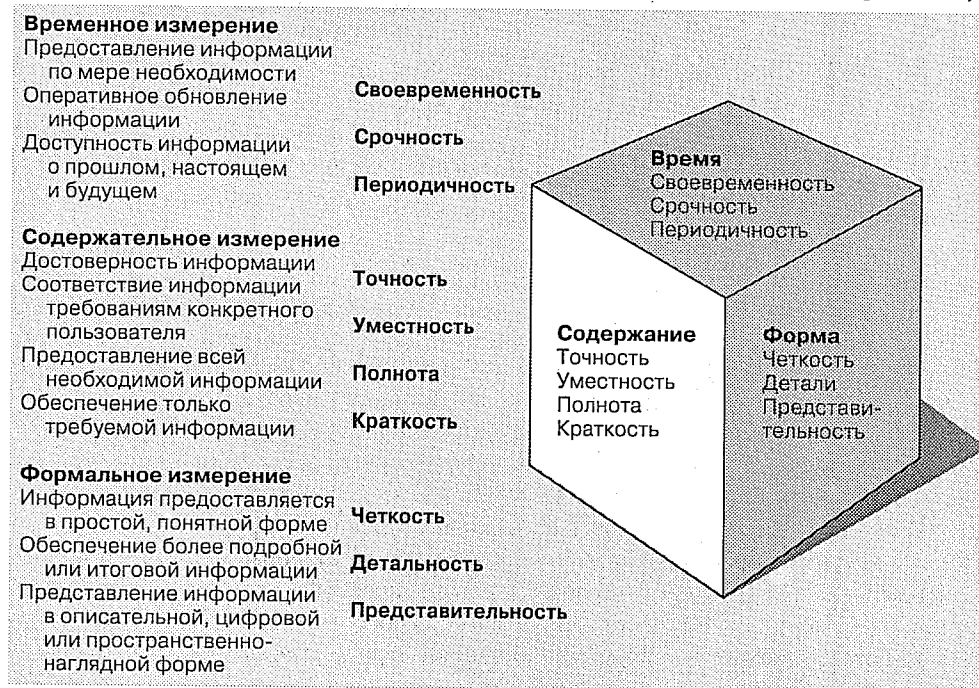 Временное измерение
Предоставление информации
по мере необходимости
Оперативное обновление
информации
Доступность информации
о прошлом, настоящем
и будущем
Своевременность
Срочность
Периодичность
Содержательное измерение
Достоверность информации
Соответствие информации
требованиям конкретного
пользователя
Предоставление всей
необходимой информации
Обеспечение только
требуемой информации
Точность
Уместность
Полнота
Краткость
Формальное измерение
Информация предоставляется
в простой, понятной форме
Обеспечение более подробной
или итоговой информации
Представление информации
в описательной, цифровой
или пространственно-
наглядной форме
Четкость
Детальность
Представительность
Время
Своевременность
Срочность
Периодичность
Содержание
Точность
Уместность
Полнота
Краткость
Форма
Четкость
Детали
Представи-
тельность